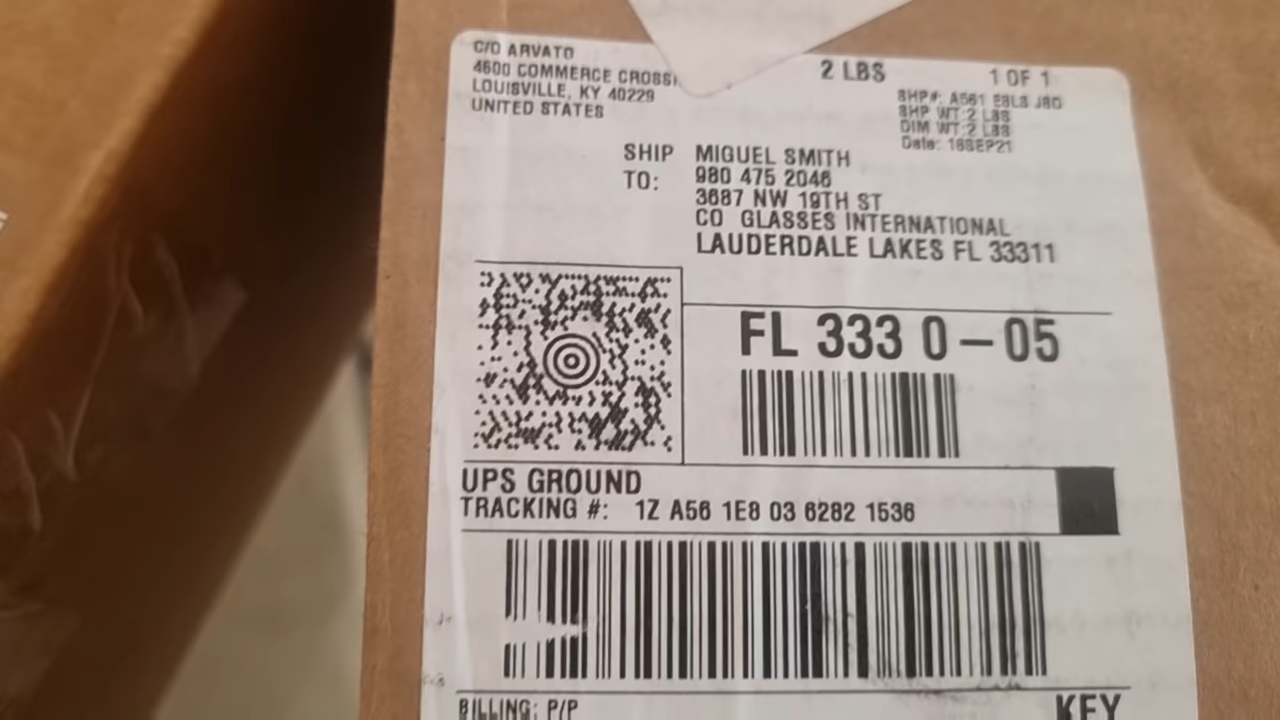 C/O ARVATO
4600 COMMERCE CROSSI
LOUISVILLE, KY 40229
UNITED STATES
2 LBS
1 OF 1
SHP#: A561 E8L8 J8D
SHP WT:2 LBS
DIM WT:2 LBS
Date: 18SEP21
SHIP TO:
MIGUEL SMITH
980 475 2046
3687 NW 19TH ST
CO GLASSES INTERNATIONAL
LAUDERDALE LAKES FL 33311
FL 333 0-05
UPS GROUND
TRACKING #: 1Z A56 1E8 03 6282 1536
BILLING: P/P
KEY